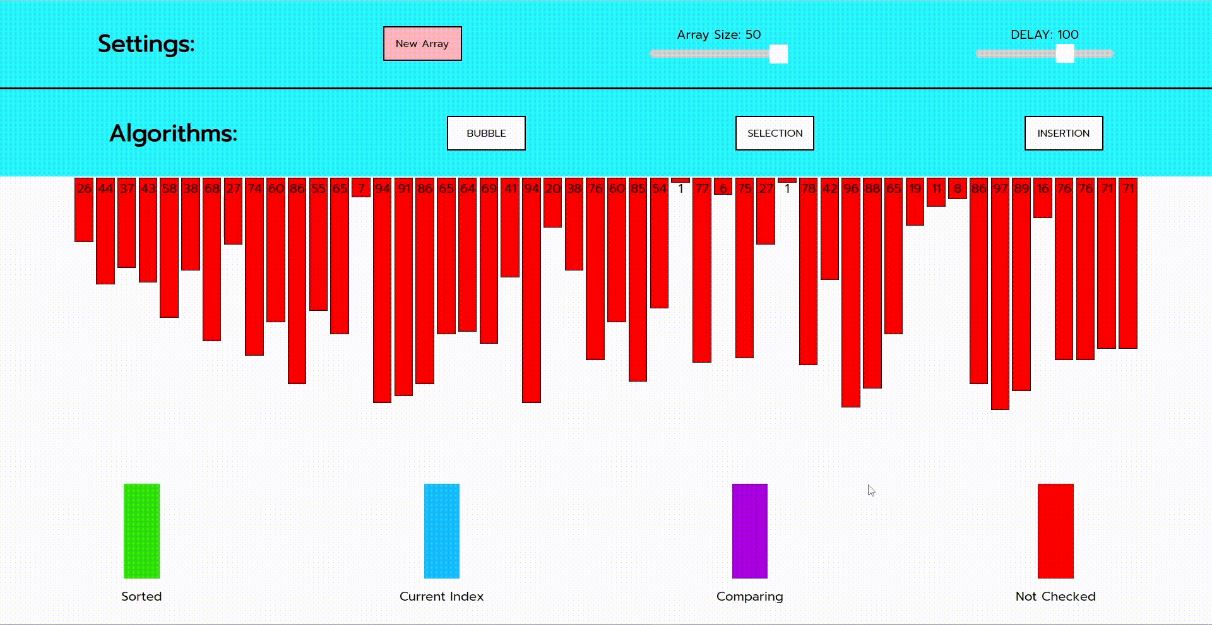 Settings:
New Array
Array Size: 50
DELAY: 100
Algorithms:
BUBBLE
SELECTION
INSERTION
26 44 37 43 58 38 68 27 74 60 86 55 65 7 94 91 86 65 64 69 41 94 20 38 76 60 85 54 1 77 6 75 27 1 78 42 96 88 65 19 11 8 86 97 89 16 76 76 71 71
Sorted
Current Index
Comparing
Not Checked